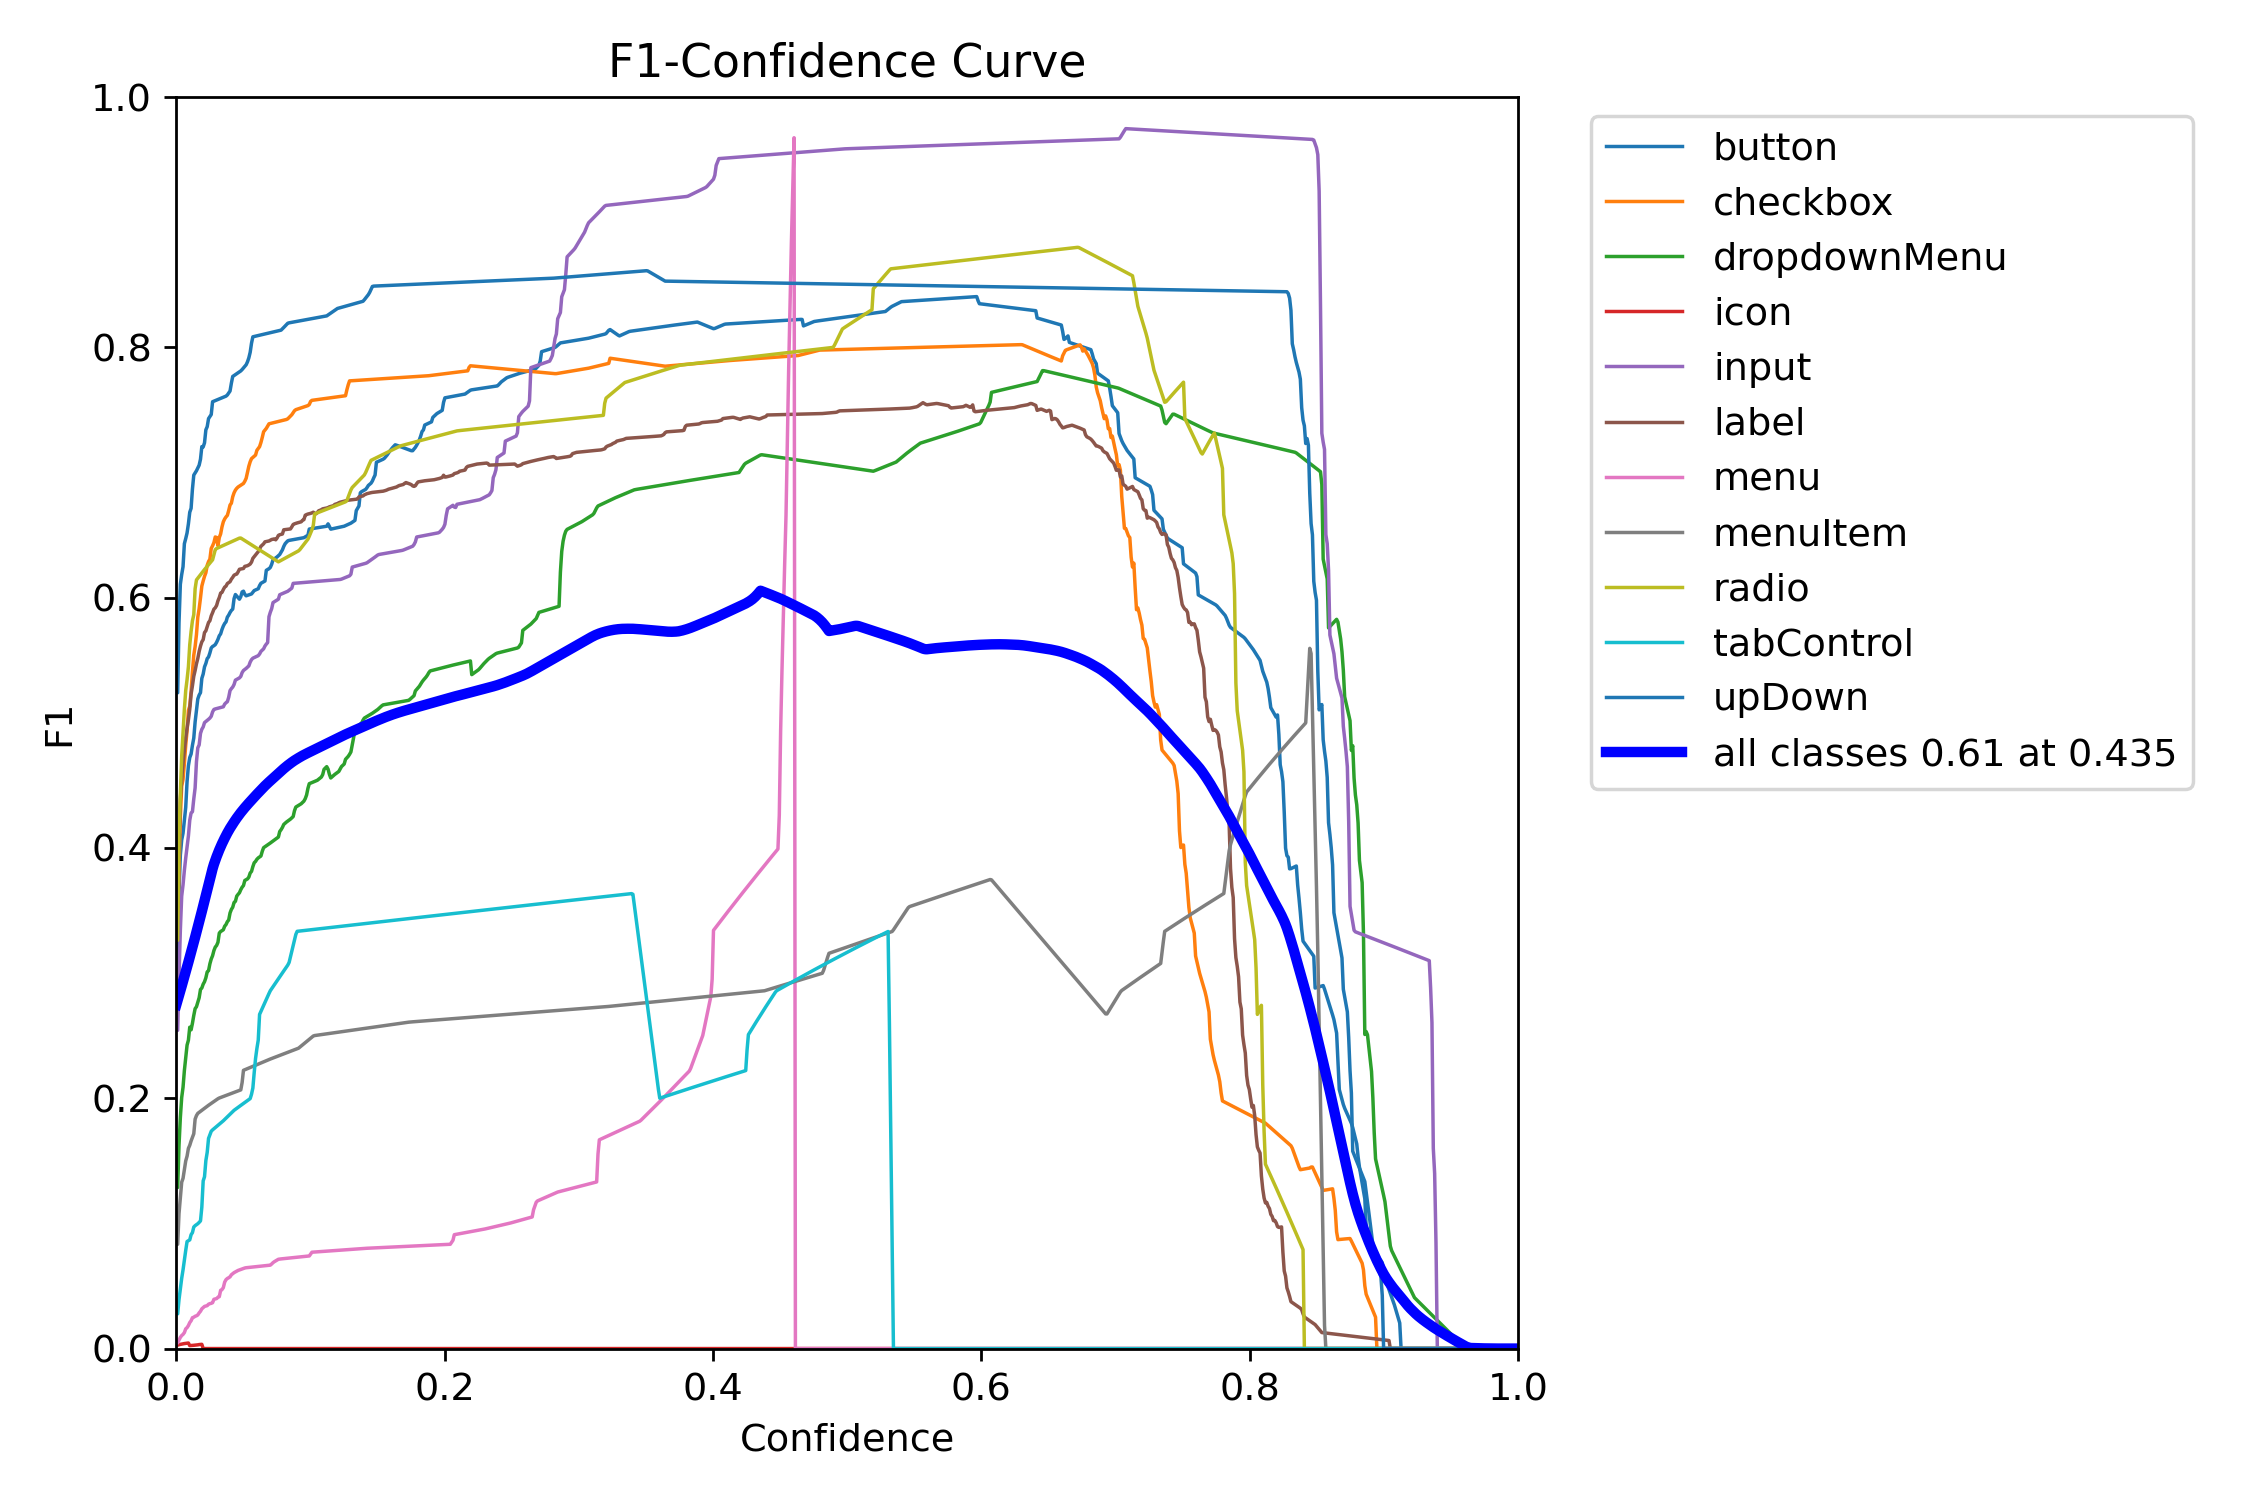 F1-Confidence Curve
1.0
0.8
0.6
0.4
0.2
0.0
F1
0.0 0.2 0.4 0.6 0.8 1.0
Confidence
button
checkbox
dropdownMenu
icon
input
label
menu
menuItem
radio
tabControl
upDown
all classes 0.61 at 0.435